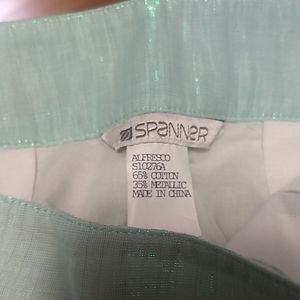 SPANNER
ALFRESCO
S10276A
65% COTTON
35% METALLIC
MADE IN CHINA